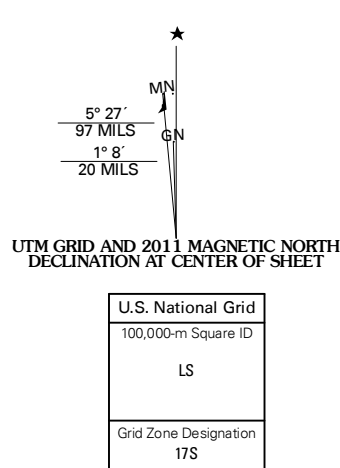 ★
MN
5° 27´
97 MILS
GN
1° 8´
20 MILS
UTM GRID AND 2011 MAGNETIC NORTH
DECLINATION AT CENTER OF SHEET
U.S. National Grid
100,000-m Square ID
LS
Grid Zone Designation
17S